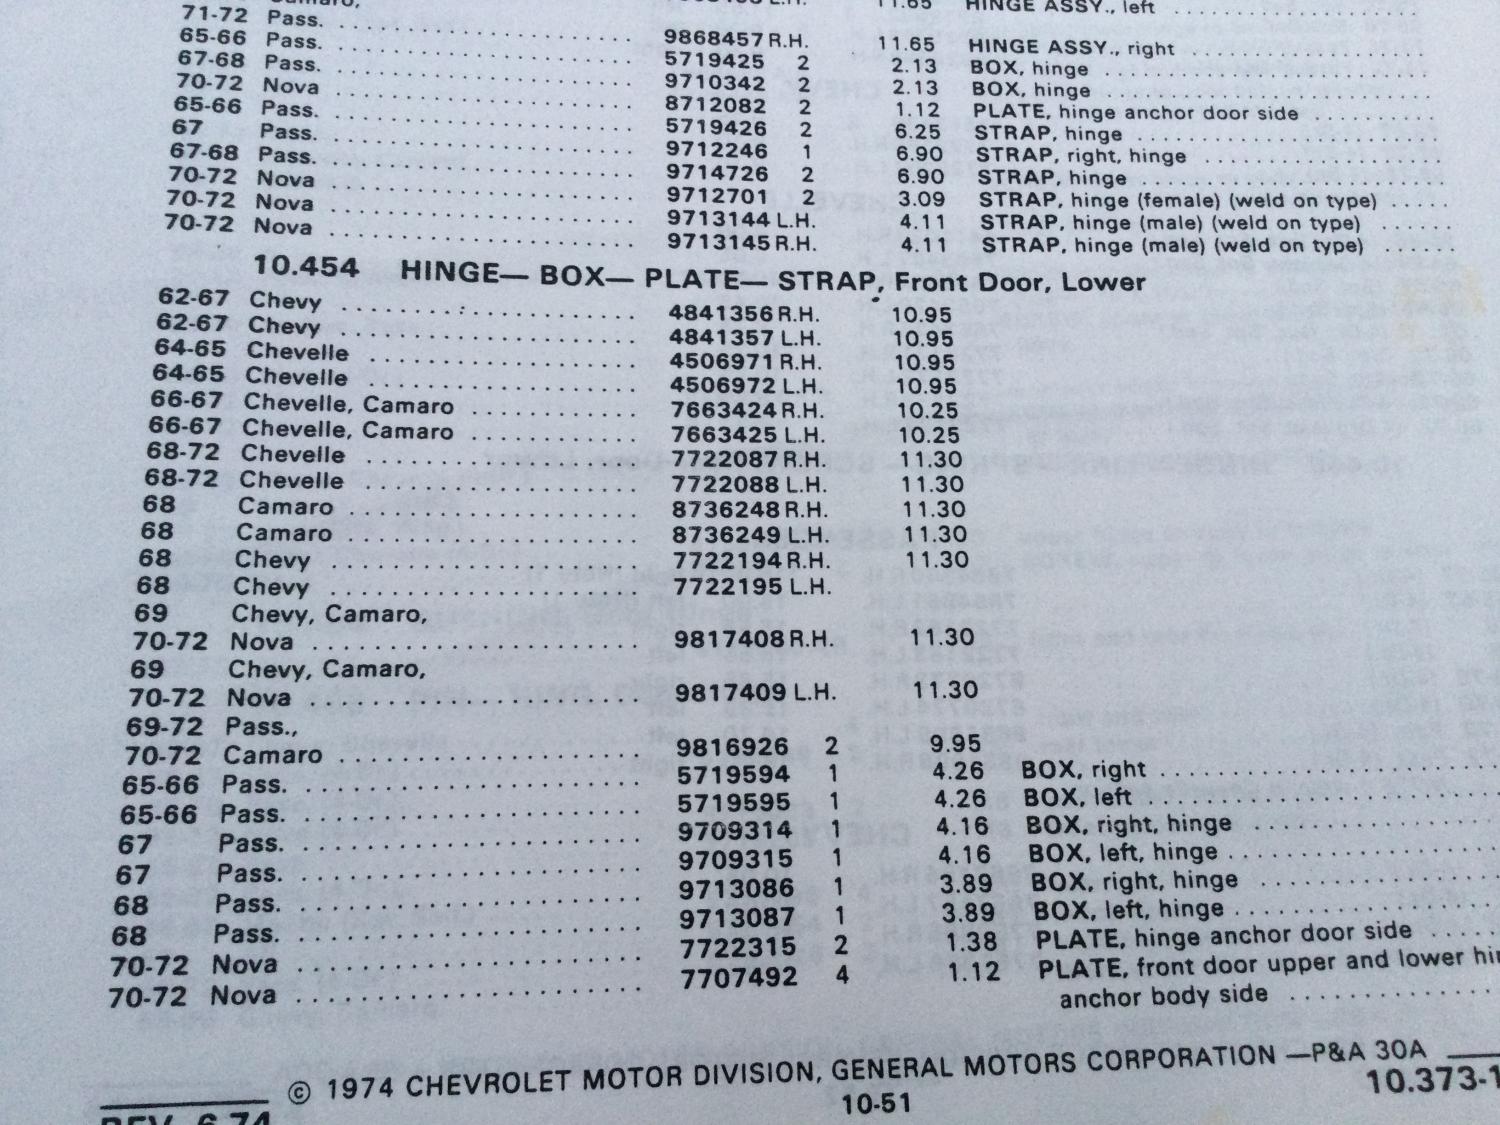 71-72 Pass. . . . . . . . . . . . . . . . . . . 9868457 R.H. 11.65 HINGE ASSY., right . . . . . . . . . . . .
65-66 Pass. . . . . . . . . . . . . . . . . . . 5719425 2 2.13 BOX, hinge . . . . . . . . . . . .
67-68 Pass. . . . . . . . . . . . . . . . . . . 9710342 2 2.13 BOX, hinge . . . . . . . . . . . .
70-72 Nova . . . . . . . . . . . . . . . . . . 8712082 2 1.12 PLATE, hinge anchor door side . . . . . . . .
65-66 Pass. . . . . . . . . . . . . . . . . . . 5719426 2 6.25 STRAP, hinge . . . . . . . . . . . .
67 Pass. . . . . . . . . . . . . . . . . . . 9712246 1 6.90 STRAP, right, hinge . . . . . . . . . . . .
67-68 Pass. . . . . . . . . . . . . . . . . . . 9714726 2 6.90 STRAP, hinge . . . . . . . . . . . .
70-72 Nova . . . . . . . . . . . . . . . . . . 9712701 2 3.09 STRAP, hinge (female) (weld on type) . . . . .
70-72 Nova . . . . . . . . . . . . . . . . . . 9713144 L.H. 4.11 STRAP, hinge (male) (weld on type) . . . . .
70-72 Nova . . . . . . . . . . . . . . . . . . 9713145 R.H. 4.11 STRAP, hinge (male) (weld on type) . . . . .
10.454 HINGE— BOX— PLATE— STRAP, Front Door, Lower
62-67 Chevy . . . . . . . . . . . . . . . . . . 4841356 R.H. 10.95
62-67 Chevy . . . . . . . . . . . . . . . . . . 4841357 L.H. 10.95
64-65 Chevelle . . . . . . . . . . . . . . . . 4506971 R.H. 10.95
64-65 Chevelle . . . . . . . . . . . . . . . . 4506972 L.H. 10.95
66-67 Chevelle, Camaro . . . . . . . . . . 7663424 R.H. 10.25
66-67 Chevelle, Camaro . . . . . . . . . . 7663425 L.H. 10.25
68-72 Chevelle . . . . . . . . . . . . . . . . 7722087 R.H. 11.30
68-72 Chevelle . . . . . . . . . . . . . . . . 7722088 L.H. 11.30
68 Camaro . . . . . . . . . . . . . . . . . 8736248 R.H. 11.30
68 Camaro . . . . . . . . . . . . . . . . . 8736249 L.H. 11.30
68 Chevy . . . . . . . . . . . . . . . . . . 7722194 R.H. 11.30
68 Chevy . . . . . . . . . . . . . . . . . . 7722195 L.H.
69 Chevy, Camaro,
70-72 Nova . . . . . . . . . . . . . . . . . . 9817408 R.H. 11.30
69 Chevy, Camaro,
70-72 Nova . . . . . . . . . . . . . . . . . . 9817409 L.H. 11.30
69-72 Pass.,
70-72 Camaro . . . . . . . . . . . . . . . . . 9816926 2 9.95
65-66 Pass. . . . . . . . . . . . . . . . . . . 5719594 1 4.26 BOX, right . . . . . . . . . . . .
65-66 Pass. . . . . . . . . . . . . . . . . . . 5719595 1 4.26 BOX, left . . . . . . . . . . . .
67 Pass. . . . . . . . . . . . . . . . . . . 9709314 1 4.16 BOX, right, hinge . . . . . . . . . . . .
67 Pass. . . . . . . . . . . . . . . . . . . 9709315 1 4.16 BOX, left, hinge . . . . . . . . . . . .
68 Pass. . . . . . . . . . . . . . . . . . . 9713086 1 3.89 BOX, right, hinge . . . . . . . . . . . .
68 Pass. . . . . . . . . . . . . . . . . . . 9713087 1 3.89 BOX, left, hinge . . . . . . . . . . . .
70-72 Nova . . . . . . . . . . . . . . . . . . 7722315 2 1.38 PLATE, hinge anchor door side . . . . . .
70-72 Nova . . . . . . . . . . . . . . . . . . 7707492 4 1.12 PLATE, front door upper and lower
anchor body side . . . . . . . . . .
© 1974 CHEVROLET MOTOR DIVISION, GENERAL MOTORS CORPORATION —P&A 30A
10.373-1
10-51
REV. 6-74